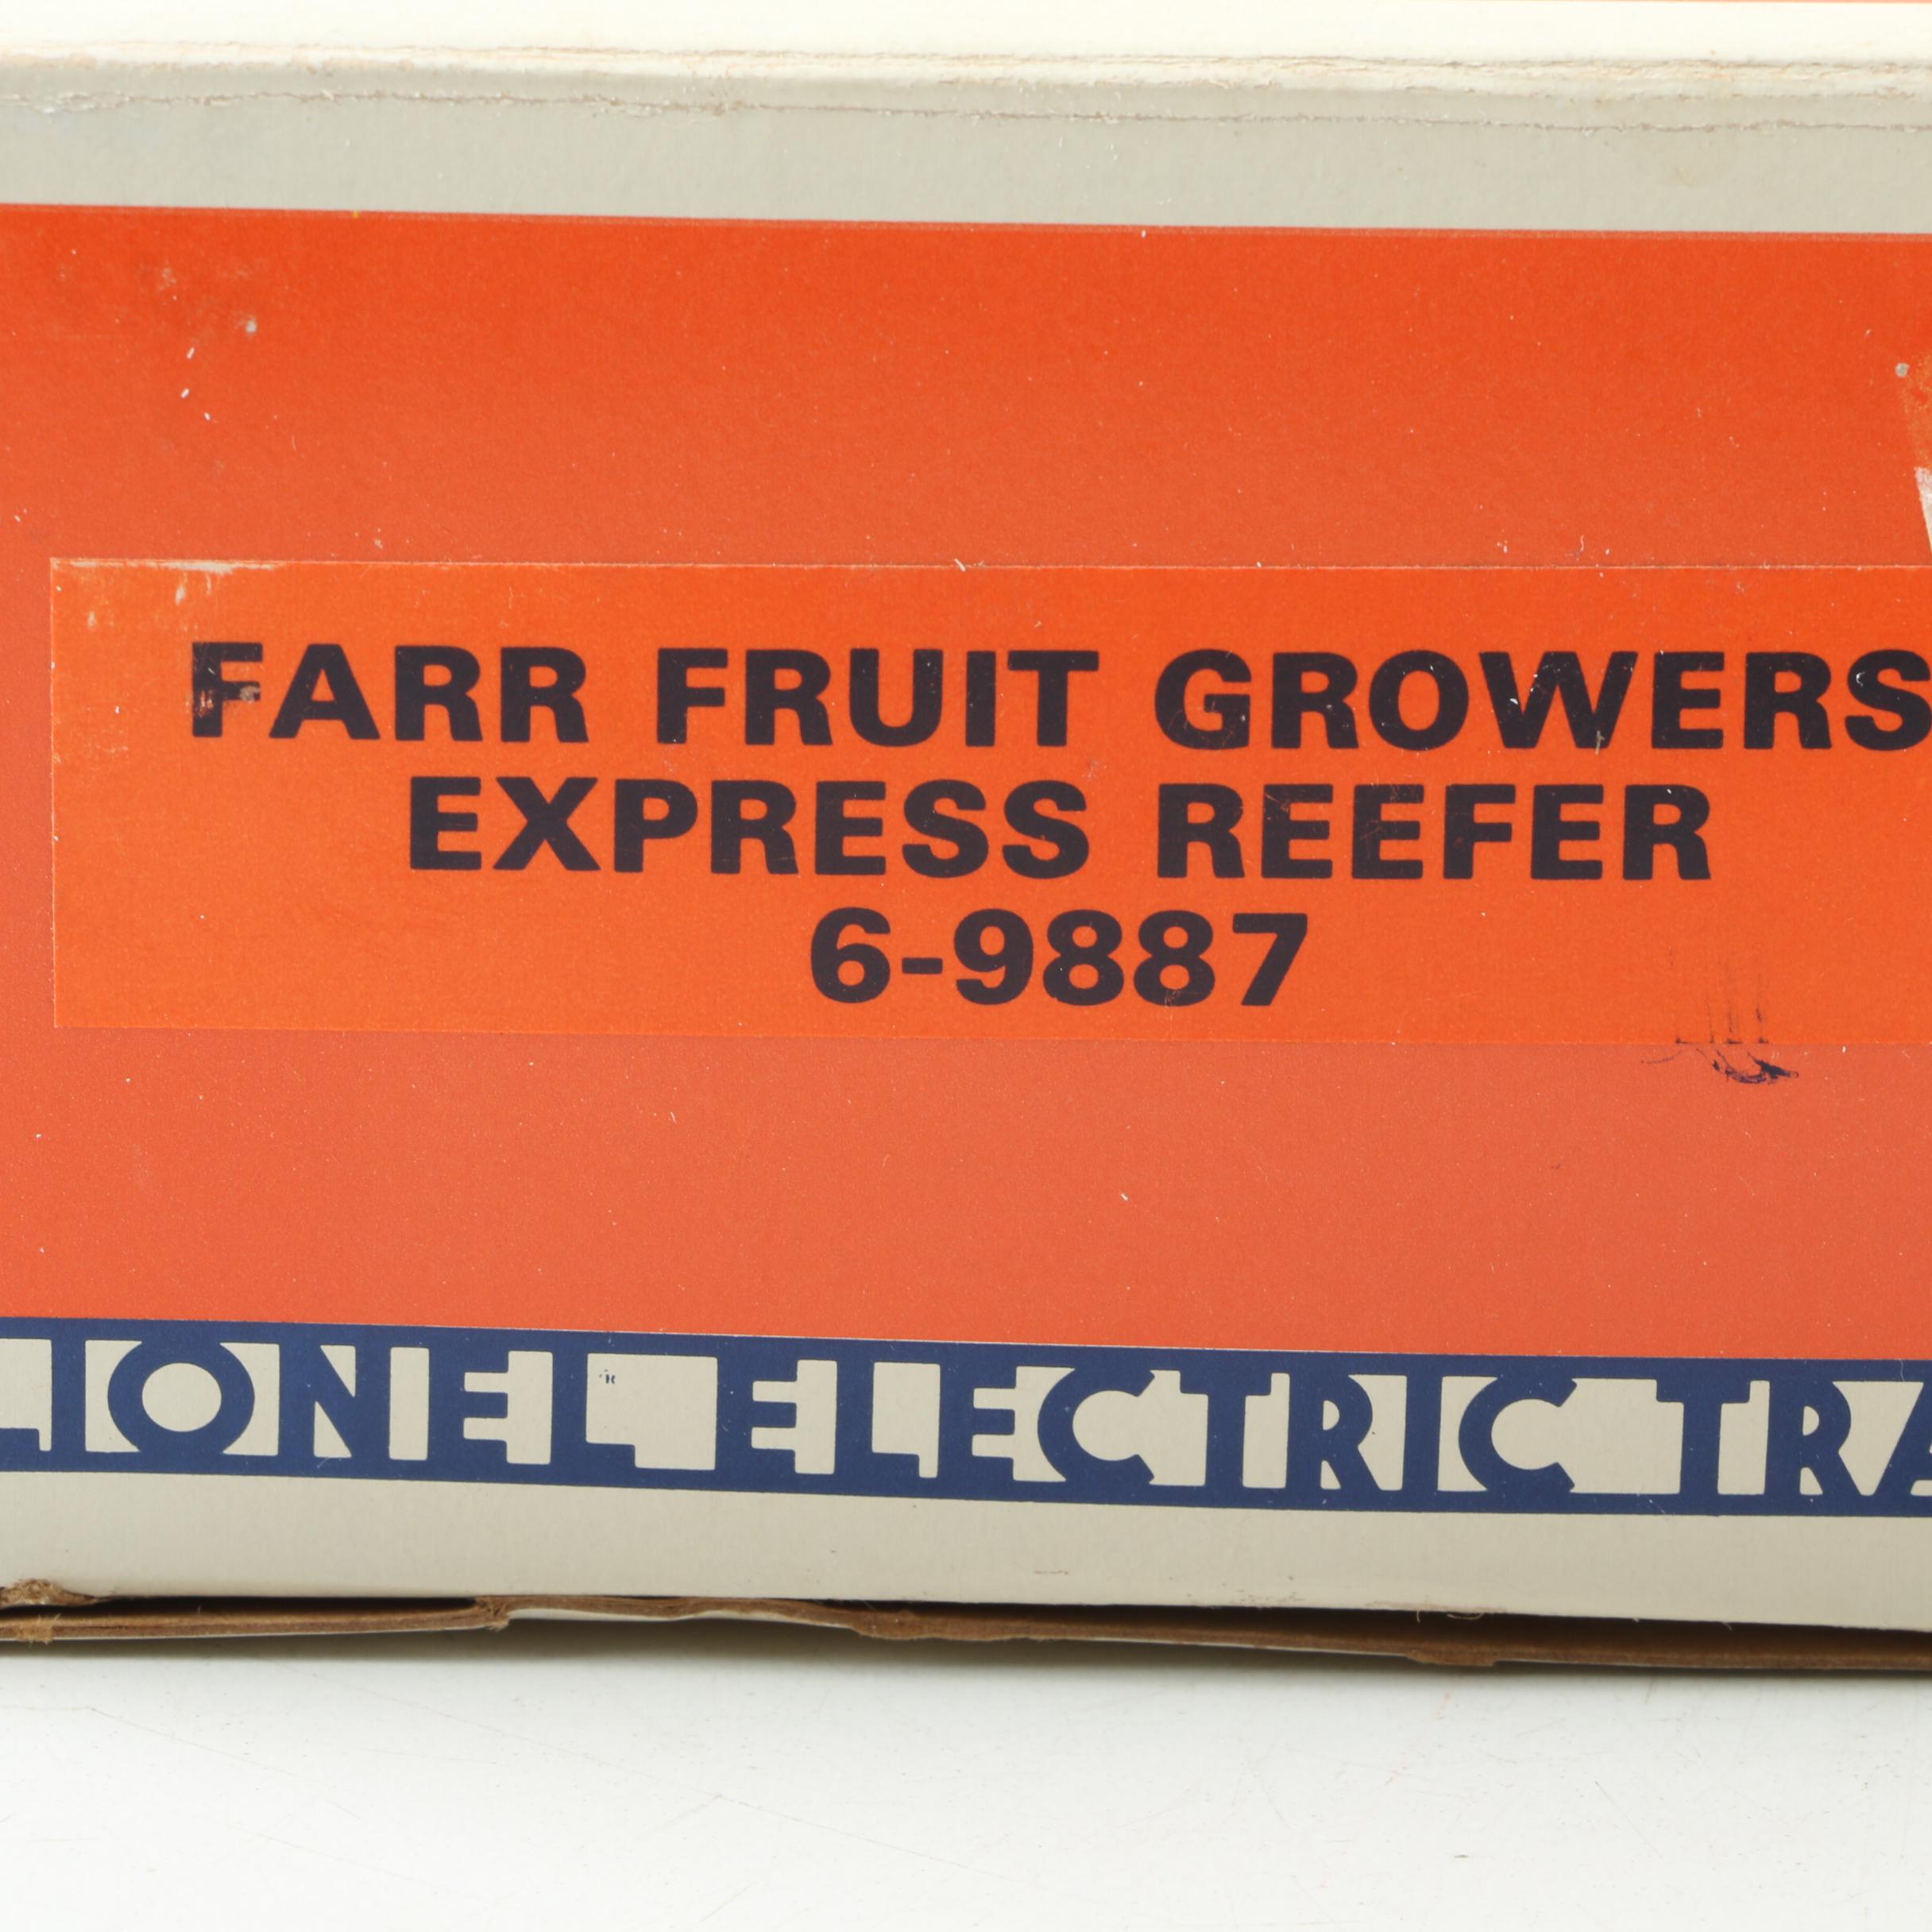 FARR FRUIT GROWERS
EXPRESS REEFER
6-9887
LIONEL ELECTRIC TRA